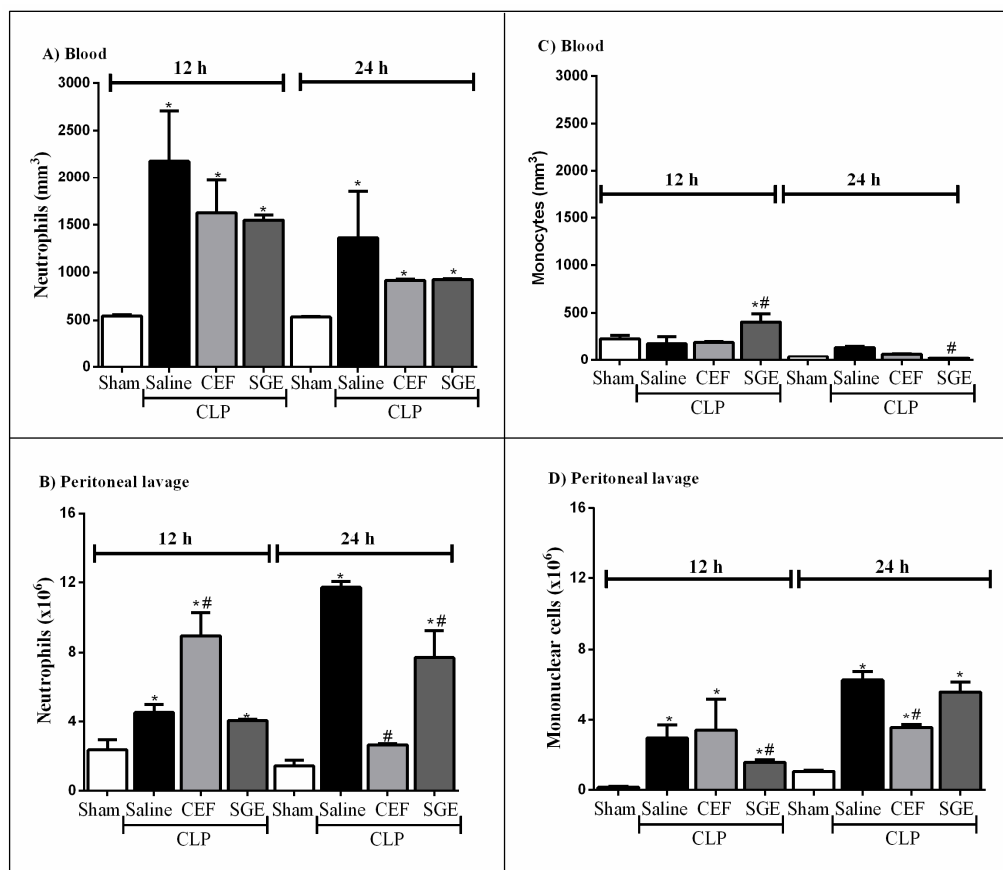 A) Blood
12 h 24 h
3000
2500
2000
1500
1000
500
0
Neutrophils (mm³)
* * * * * *
Sham Saline CEF SGE Sham Saline CEF SGE
CLP CLP
C) Blood
3000
2500
2000
1500
1000
500
0
Monocytes (mm³)
12 h 24 h
*# #
Sham Saline CEF SGE Sham Saline CEF SGE
CLP CLP
B) Peritoneal lavage
16
12
8
4
0
Neutrophils (x10⁶)
12 h 24 h
* *# * * # *#
Sham Saline CEF SGE Sham Saline CEF SGE
CLP CLP
D) Peritoneal lavage
16
12
8
4
0
Mononuclear cells (x10⁶)
12 h 24 h
* * *# * *# *
Sham Saline CEF SGE Sham Saline CEF SGE
CLP CLP